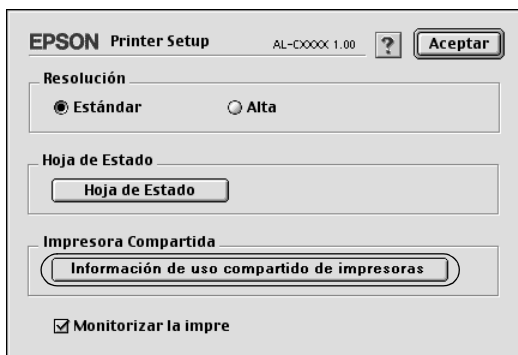 EPSON Printer Setup AL-CXXXX 1.00 ? Aceptar
Resolución
Estándar Alta
Hoja de Estado
Hoja de Estado
Impresora Compartida
Información de uso compartido de impresoras
Monitorizar la impre